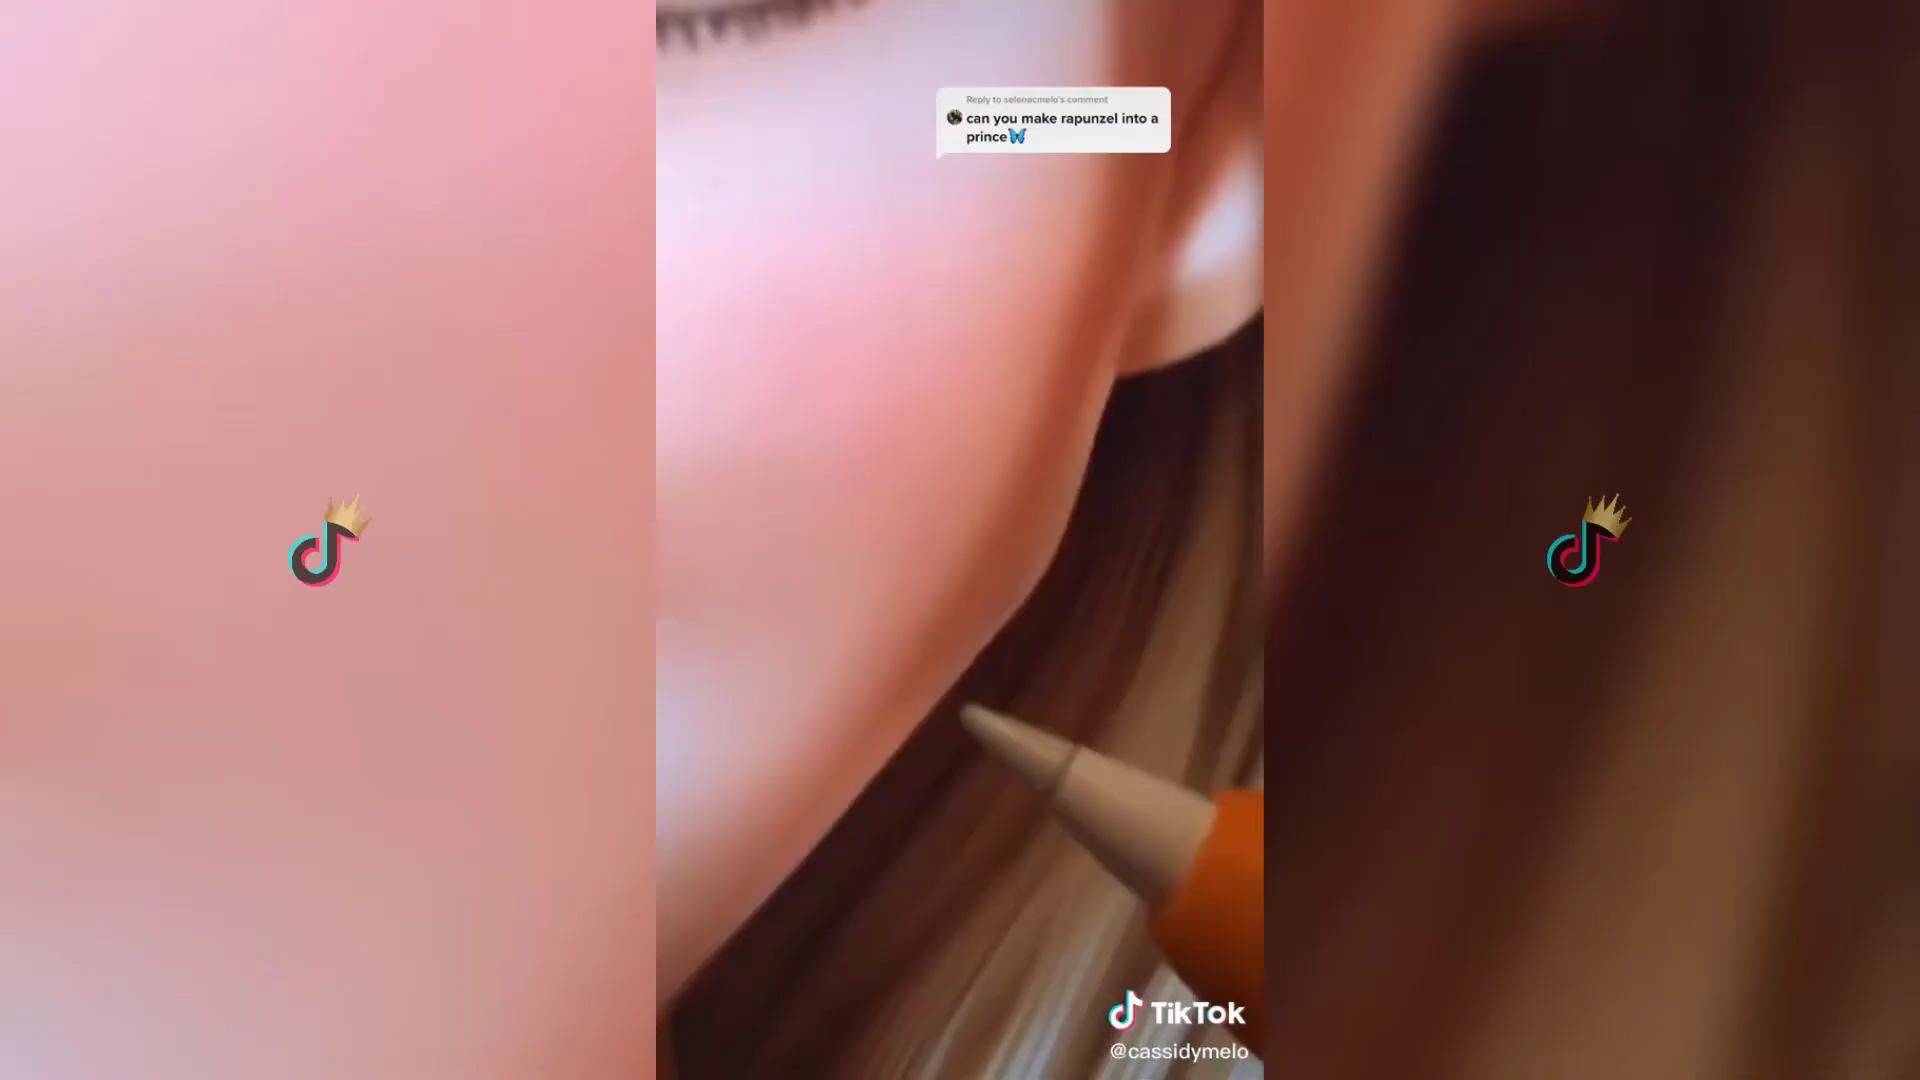 Reply to selenacmelo's comment
can you make rapunzel into a
prince
TikTok
@cassidymelo